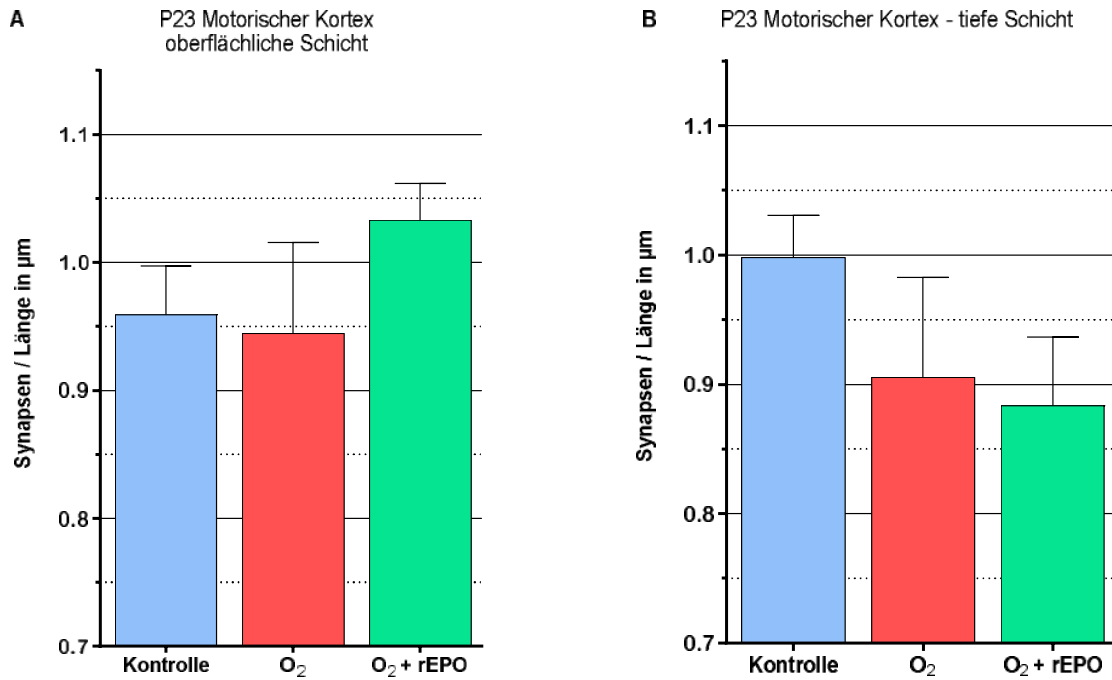 A
P23 Motorischer Kortex
oberflächliche Schicht
Synapsen / Länge in µm
1.1
1.0
0.9
0.8
0.7
Kontrolle
O₂
O₂ + rEPO
B
P23 Motorischer Kortex - tiefe Schicht
Synapsen / Länge in µm
1.1
1.0
0.9
0.8
0.7
Kontrolle
O₂
O₂ + rEPO